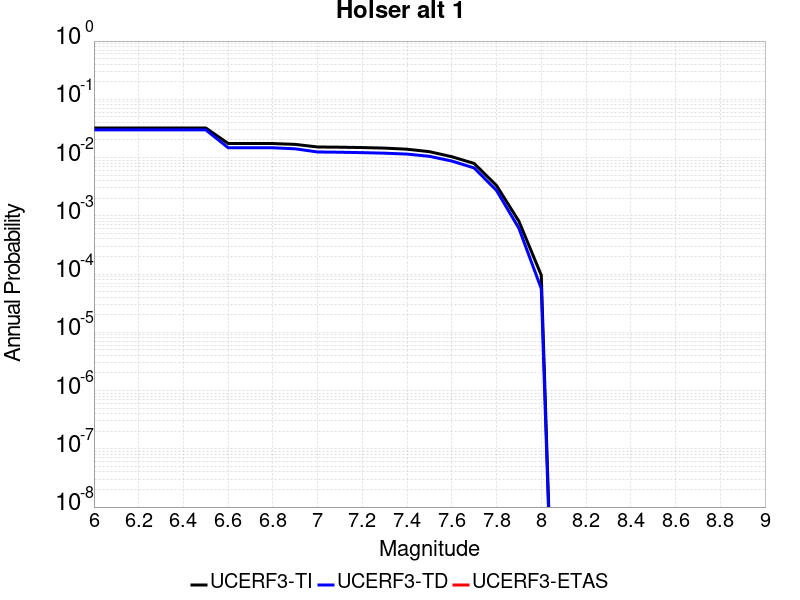 Holser alt 1
10^0
10^-1
10^-2
10^-3
10^-4
10^-5
10^-6
10^-7
10^-8
Annual Probability
6 6.2 6.4 6.6 6.8 7 7.2 7.4 7.6 7.8 8 8.2 8.4 8.6 8.8 9
Magnitude
UCERF3-TI UCERF3-TD UCERF3-ETAS